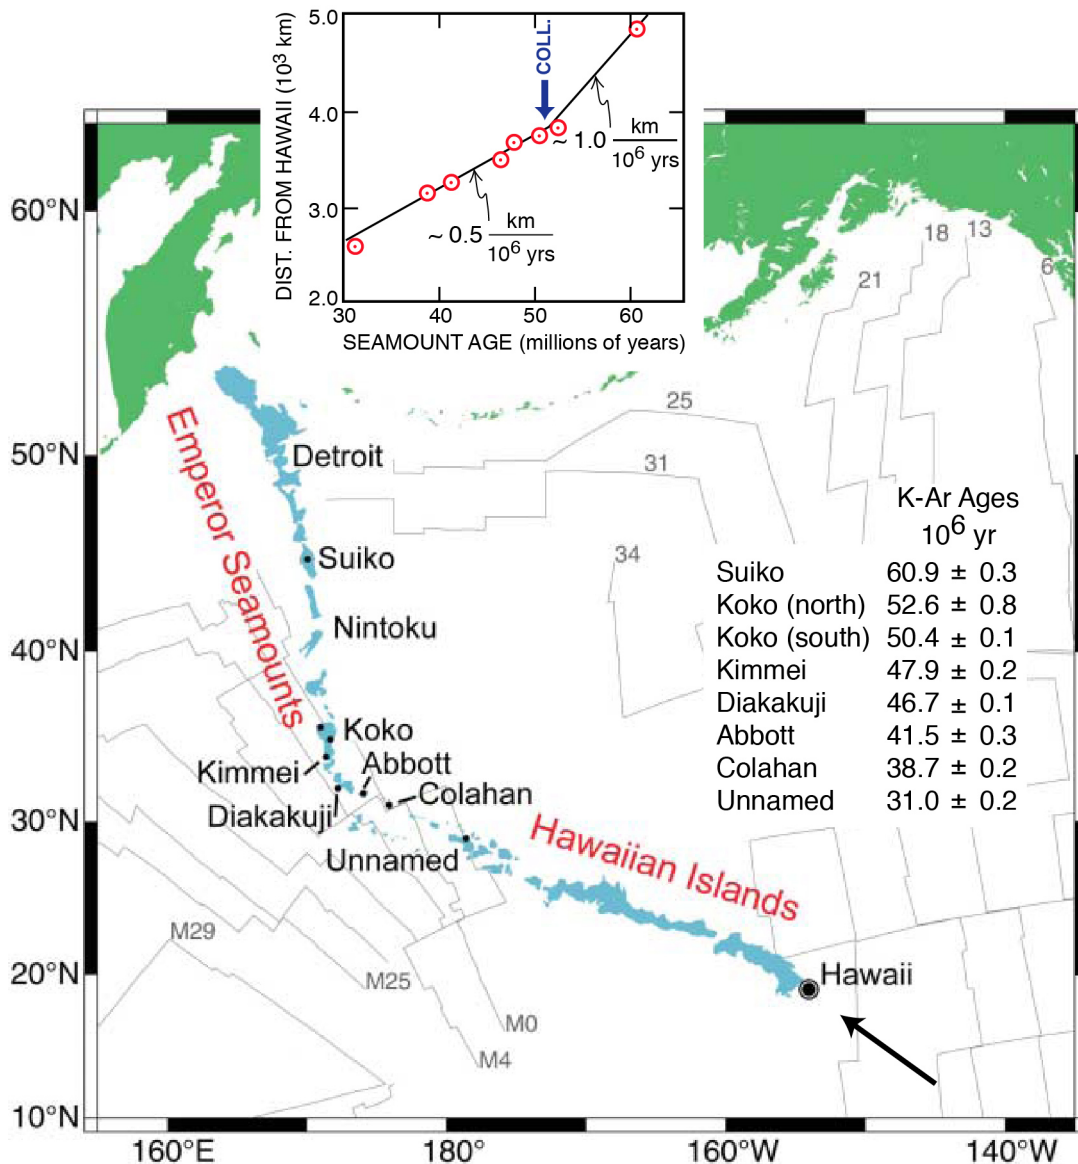 5.0
4.0
3.0
2.0
DIST. FROM HAWAII (10³ km)
COLL.
~ 1.0 km
10⁶ yrs
~ 0.5 km
10⁶ yrs
30 40 50 60
SEAMOUNT AGE (millions of years)
60°N
50°N
40°N
30°N
20°N
10°N
18
13
6
21
25
31
34
Emperor Seamounts
Detroit
Suiko
Nintoku
Koko
Kimmei
Abbott
Diakakuji
Colahan
Unnamed
Hawaiian Islands
Hawaii
K-Ar Ages
10⁶ yr
Suiko 60.9 ± 0.3
Koko (north) 52.6 ± 0.8
Koko (south) 50.4 ± 0.1
Kimmei 47.9 ± 0.2
Diakakuji 46.7 ± 0.1
Abbott 41.5 ± 0.3
Colahan 38.7 ± 0.2
Unnamed 31.0 ± 0.2
M29
M25
M0
M4
160°E 180° 160°W 140°W